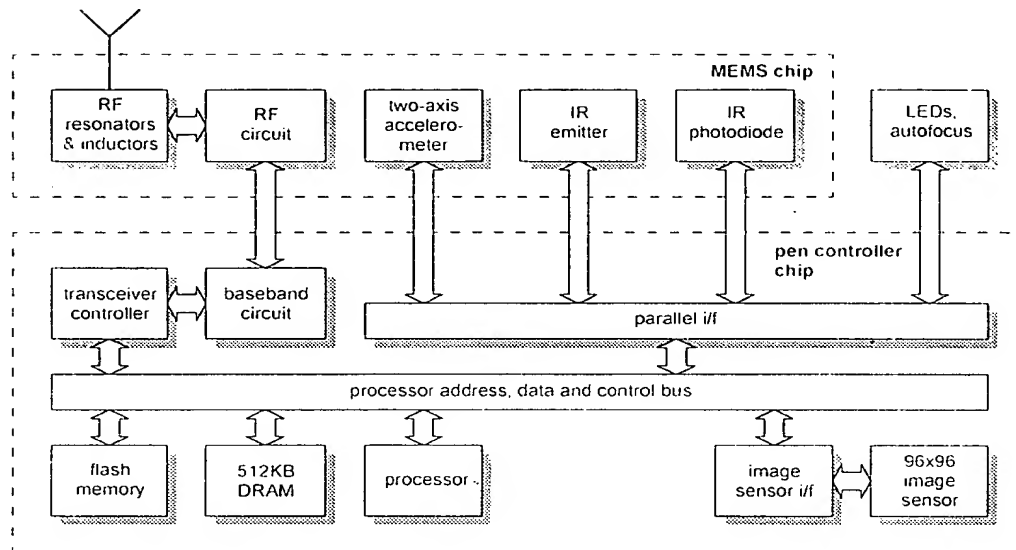 MEMS chip
RF
resonators
& inductors
RF
circuit
two-axis
accelero-
meter
IR
emitter
IR
photodiode
LEDs,
autofocus
pen controller
chip
transceiver
controller
baseband
circuit
parallel i/f
processor address, data and control bus
flash
memory
512KB
DRAM
processor
image
sensor i/f
96x96
image
sensor